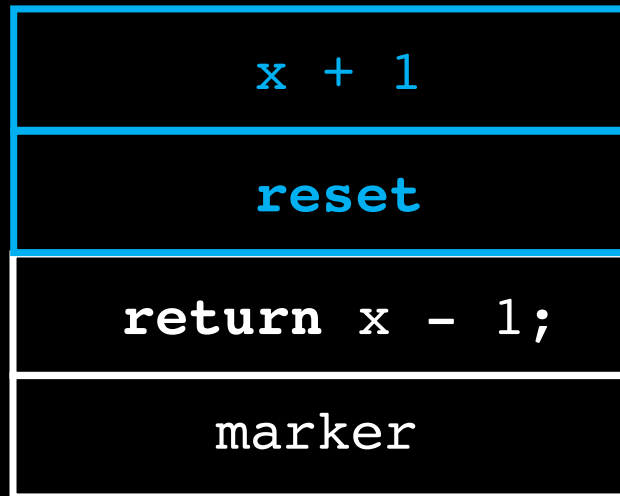 x + 1
reset
return x - 1;
marker